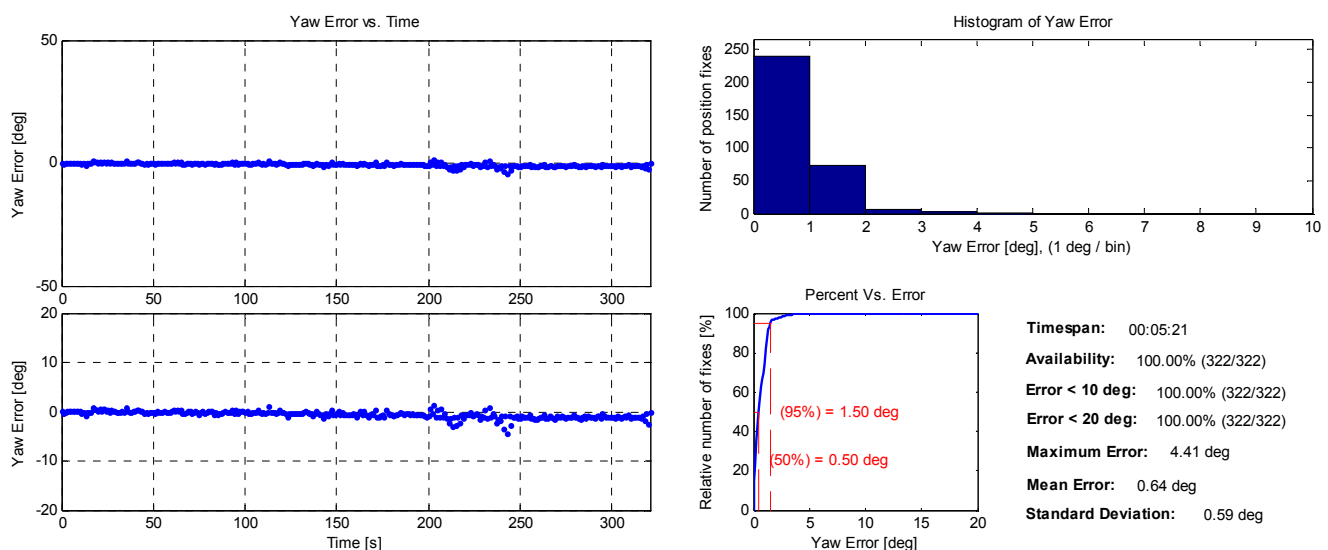 Yaw Error vs. Time
50
0
-50
Yaw Error [deg]
0 50 100 150 200 250 300
20
10
0
-10
-20
Yaw Error [deg]
0 50 100 150 200 250 300
Time [s]
Histogram of Yaw Error
250
200
150
100
50
0
Number of position fixes
0 1 2 3 4 5 6 7 8 9 10
Yaw Error [deg], (1 deg / bin)
Percent Vs. Error
100
80
60
40
20
0
Relative number of fixes [%]
(95%) = 1.50 deg
(50%) = 0.50 deg
0 5 10 15 20
Yaw Error [deg]
Timespan: 00:05:21
Availability: 100.00% (322/322)
Error < 10 deg: 100.00% (322/322)
Error < 20 deg: 100.00% (322/322)
Maximum Error: 4.41 deg
Mean Error: 0.64 deg
Standard Deviation: 0.59 deg